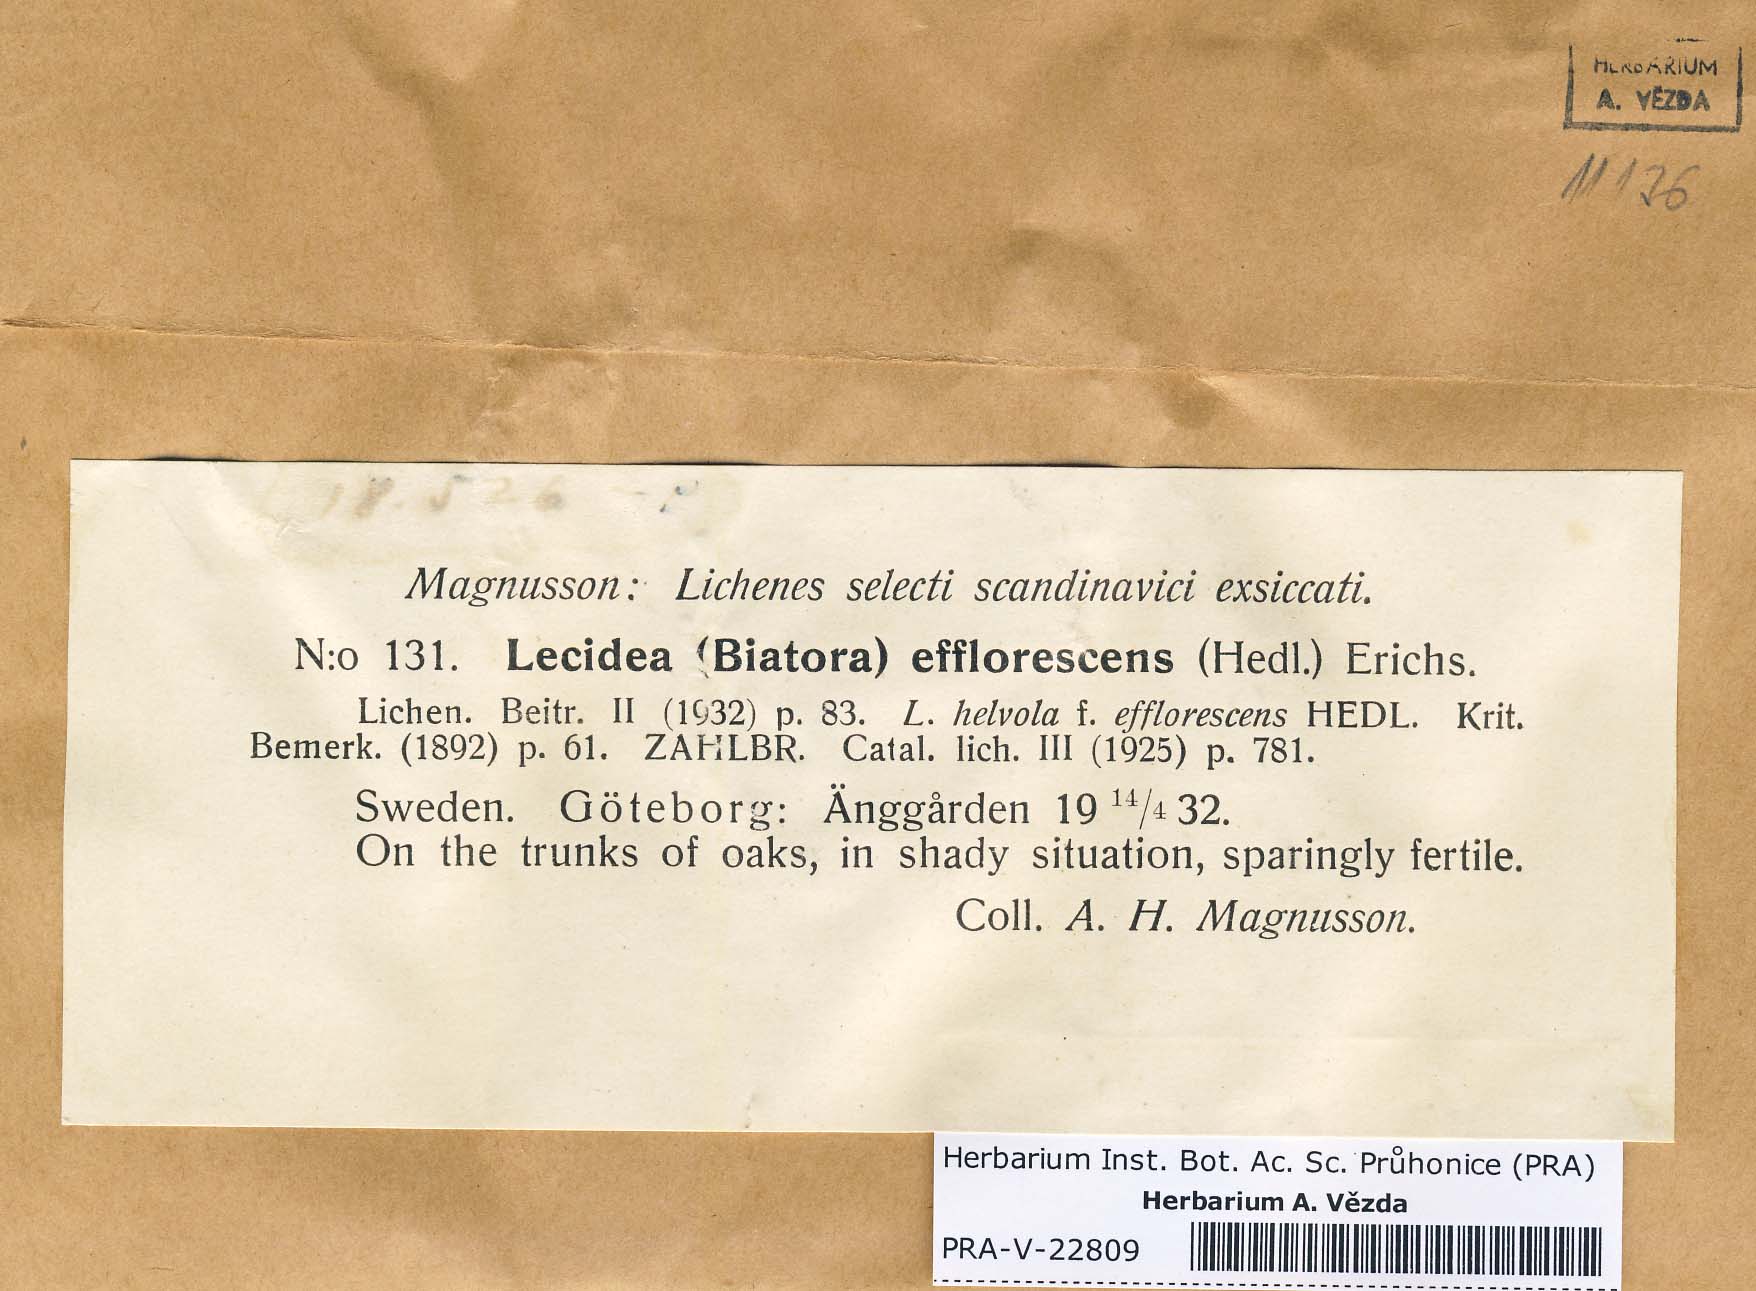 HERBARIUM
A. VĚZDA
11136
Magnusson: Lichenes selecti scandinavici exsiccati.
N:o 131. Lecidea (Biatora) efflorescens (Hedl.) Erichs.
Lichen. Beitr. II (1932) p. 83. L. helvola f. efflorescens HEDL. Krit.
Bemerk. (1892) p. 61. ZAHLBR. Catal. lich. III (1925) p. 781.
Sweden. Göteborg: Änggården 19 14/4 32.
On the trunks of oaks, in shady situation, sparingly fertile.
Coll. A. H. Magnusson.
Herbarium Inst. Bot. Ac. Sc. Průhonice (PRA)
Herbarium A. Vězda
PRA-V-22809